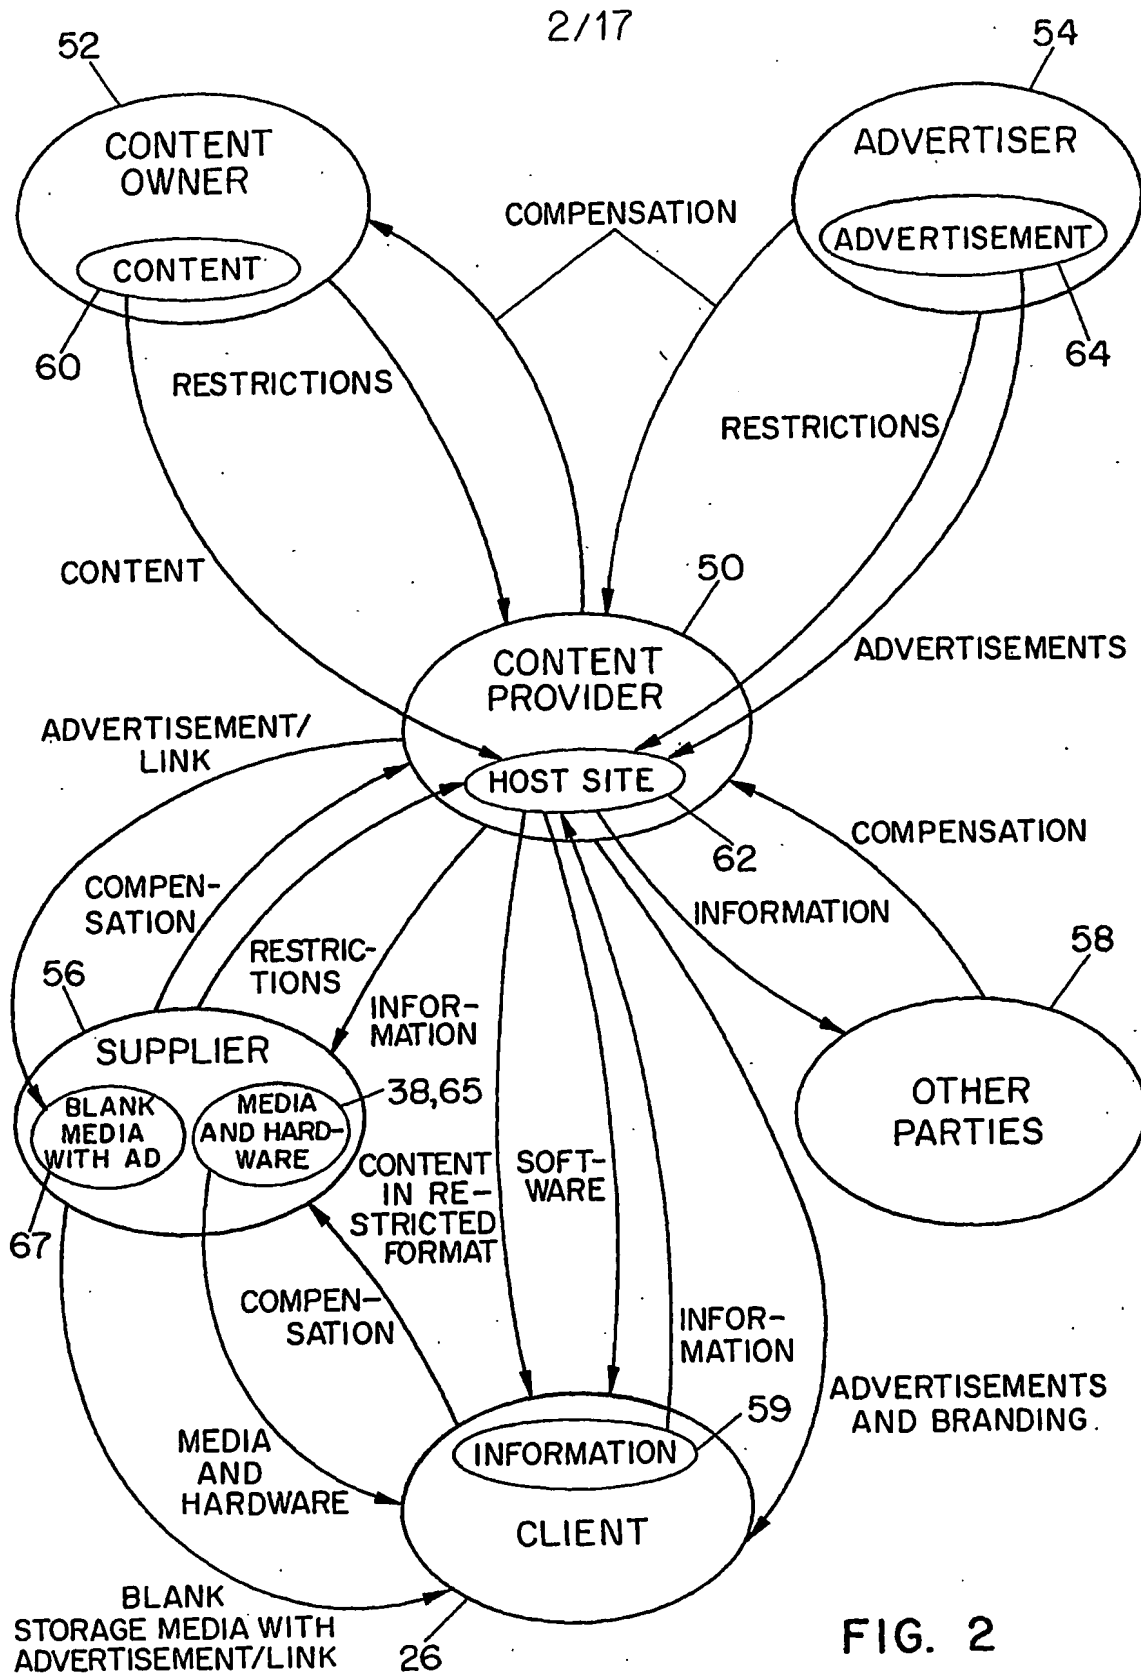 2/17
52
54
CONTENT
OWNER
ADVERTISER
COMPENSATION
ADVERTISEMENT
CONTENT
60
64
RESTRICTIONS
RESTRICTIONS
CONTENT
50
ADVERTISEMENTS
CONTENT
PROVIDER
ADVERTISEMENT/
LINK
HOST SITE
62
COMPENSATION
COMPEN-
SATION
INFORMATION
RESTRIC-
TIONS
56
58
INFOR-
MATION
SUPPLIER
38,65
BLANK
MEDIA
WITH AD
MEDIA
AND HARD-
WARE
OTHER
PARTIES
67
CONTENT
IN RE-
STRICTED
FORMAT
SOFT-
WARE
COMPEN-
SATION
INFOR-
MATION
ADVERTISEMENTS
AND BRANDING.
59
INFORMATION
MEDIA
AND
HARDWARE
CLIENT
BLANK
STORAGE MEDIA WITH
ADVERTISEMENT/LINK
26
FIG. 2